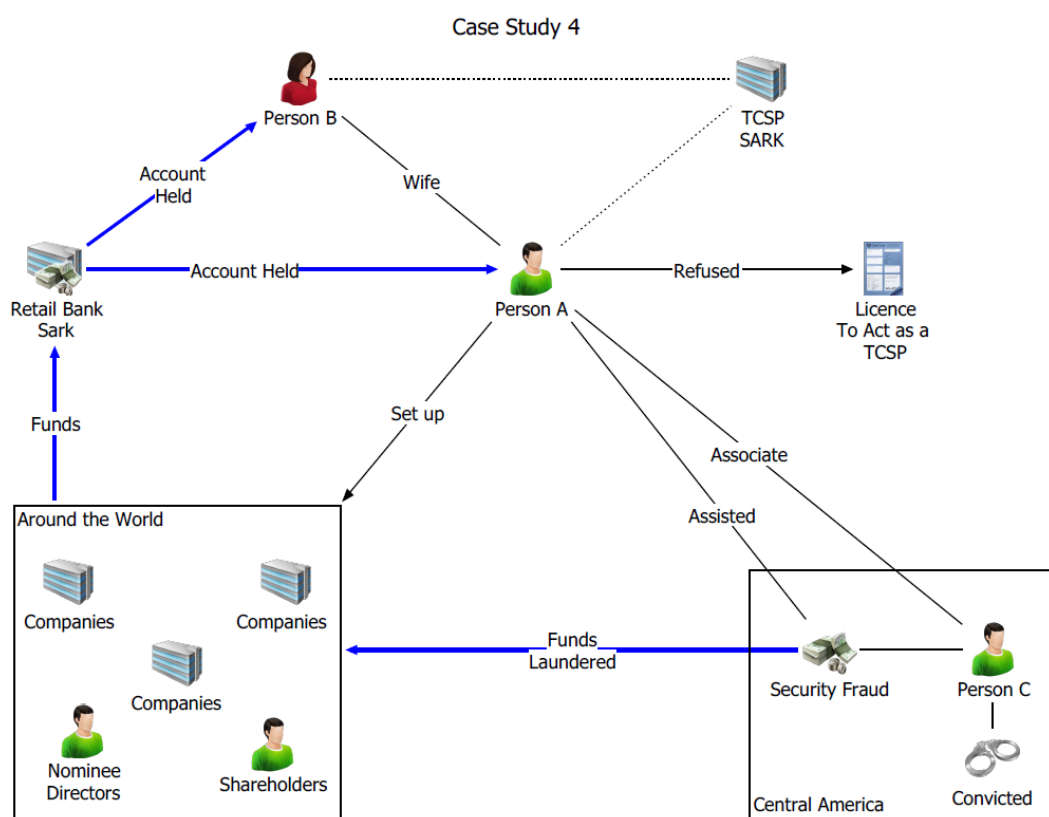 Case Study 4
Person B
TCSP
SARK
Account
Held
Wife
Retail Bank
Sark
Account Held
Person A
Refused
Licence
To Act as a
TCSP
Funds
Set up
Associate
Assisted
Around the World
Companies
Companies
Companies
Nominee
Directors
Shareholders
Funds
Laundered
Security Fraud
Person C
Convicted
Central America